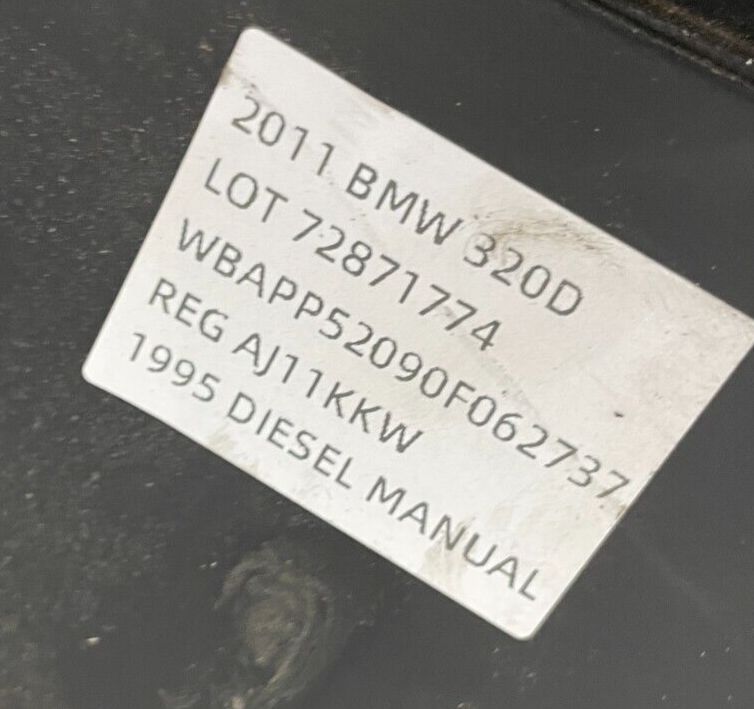 2011 BMW 320D
LOT 72871774
WBAPP52090F062737
REG AJ11KKW
1995 DIESEL MANUAL